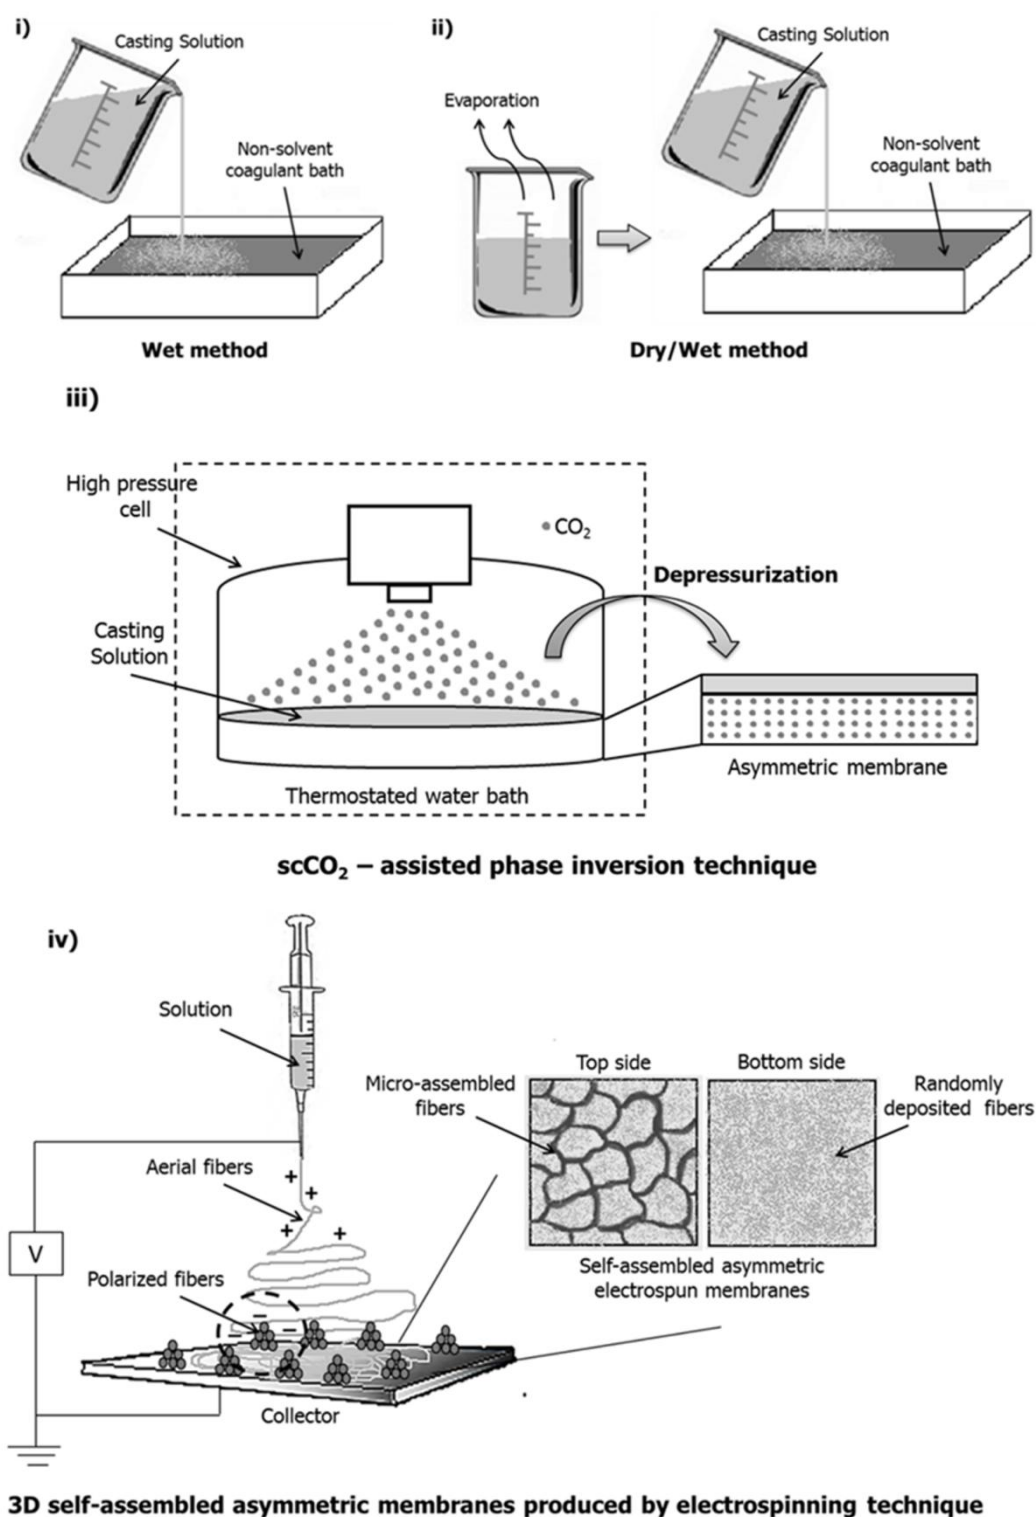 i)
Casting Solution
Non-solvent
coagulant bath
Wet method
ii)
Evaporation
Casting Solution
Non-solvent
coagulant bath
Dry/Wet method
iii)
High pressure
cell
CO₂
Depressurization
Casting
Solution
Asymmetric membrane
Thermostated water bath
scCO₂ – assisted phase inversion technique
iv)
Solution
Top side
Bottom side
Micro-assembled
fibers
Randomly
deposited fibers
Aerial fibers
+
+
+
+
V
Self-assembled asymmetric
electrospun membranes
Polarized fibers
Collector
3D self-assembled asymmetric membranes produced by electrospinning technique